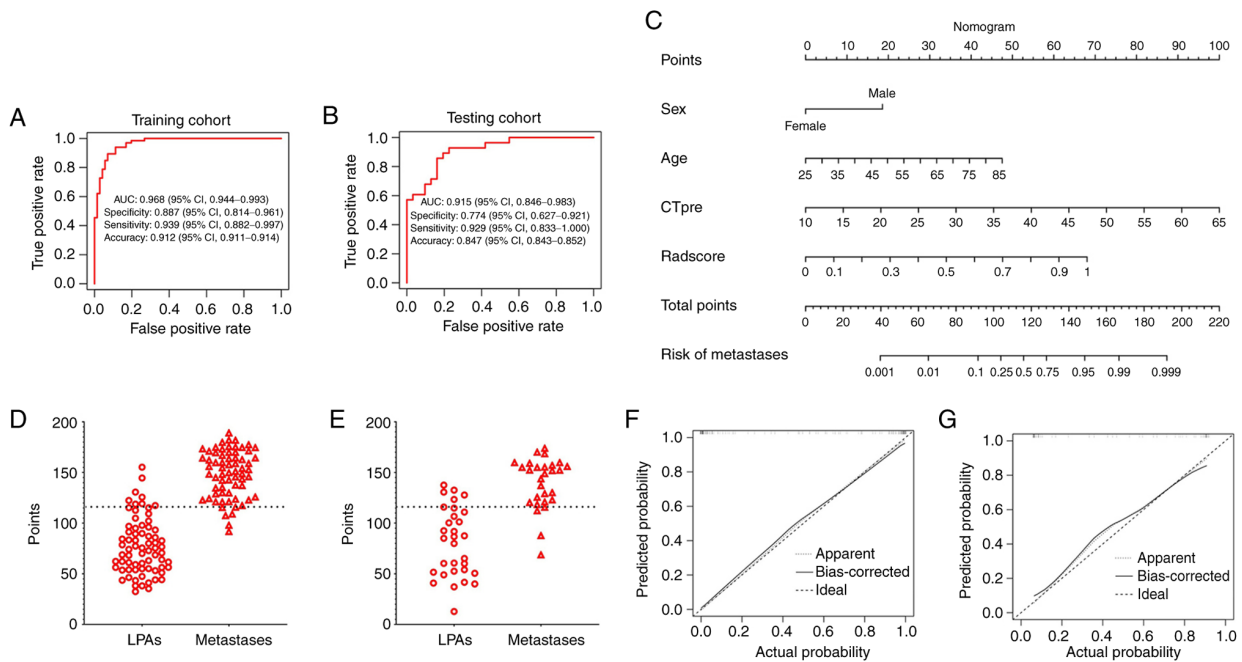 A
Training cohort
True positive rate
1.0
0.8
0.6
0.4
0.2
0.0
AUC: 0.968 (95% CI, 0.944–0.993)
Specificity: 0.887 (95% CI, 0.814–0.961)
Sensitivity: 0.939 (95% CI, 0.882–0.997)
Accuracy: 0.912 (95% CI, 0.911–0.914)
0.0 0.2 0.4 0.6 0.8 1.0
False positive rate
B
Testing cohort
True positive rate
1.0
0.8
0.6
0.4
0.2
0.0
AUC: 0.915 (95% CI, 0.846–0.983)
Specificity: 0.774 (95% CI, 0.627–0.921)
Sensitivity: 0.929 (95% CI, 0.833–1.000)
Accuracy: 0.847 (95% CI, 0.843–0.852)
0.0 0.2 0.4 0.6 0.8 1.0
False positive rate
C
Nomogram
0 10 20 30 40 50 60 70 80 90 100
Points
Male
Sex
Female
Age
25 35 45 55 65 75 85
CTpre
10 15 20 25 30 35 40 45 50 55 60 65
Radscore
0 0.1 0.3 0.5 0.7 0.9 1
Total points
0 20 40 60 80 100 120 140 160 180 200 220
Risk of metastases
0.001 0.01 0.1 0.25 0.5 0.75 0.95 0.99 0.999
D
Points
200
150
100
50
0
LPAs Metastases
E
Points
200
150
100
50
0
LPAs Metastases
F
Predicted probability
1.0
0.8
0.6
0.4
0.2
0.0
Apparent
Bias-corrected
Ideal
0.0 0.2 0.4 0.6 0.8 1.0
Actual probability
G
Predicted probability
1.0
0.8
0.6
0.4
0.2
0.0
Apparent
Bias-corrected
Ideal
0.0 0.2 0.4 0.6 0.8 1.0
Actual probability